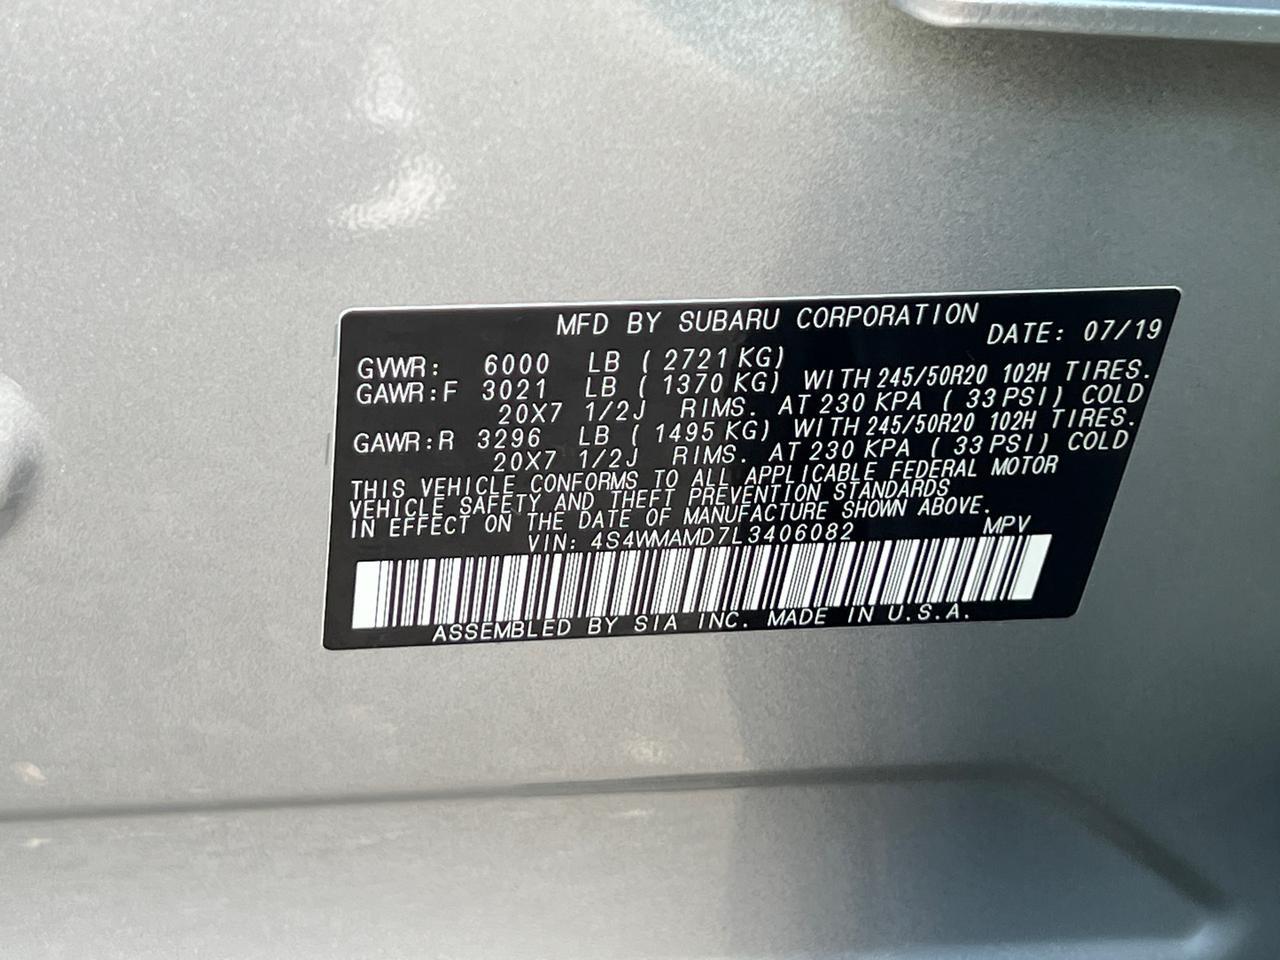 MFD BY SUBARU CORPORATION
DATE: 07/19
GVWR: 6000 LB ( 2721 KG)
GAWR:F 3021 LB ( 1370 KG) WITH 245/50R20 102H TIRES.
20X7 1/2J RIMS. AT 230 KPA ( 33 PSI) COLD
GAWR:R 3296 LB ( 1495 KG) WITH 245/50R20 102H TIRES.
20X7 1/2J RIMS. AT 230 KPA ( 33 PSI) COLD
THIS VEHICLE CONFORMS TO ALL APPLICABLE FEDERAL MOTOR
VEHICLE SAFETY AND THEFT PREVENTION STANDARDS
IN EFFECT ON THE DATE OF MANUFACTURE SHOWN ABOVE.
VIN: 4S4WMAMD7L3406082 MPV
ASSEMBLED BY SIA INC. MADE IN U.S.A.